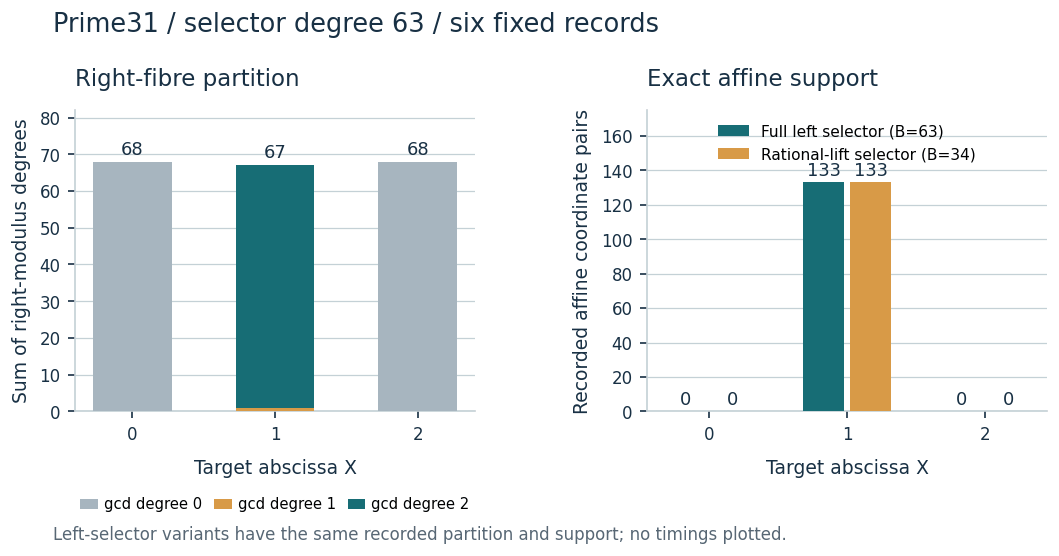 Prime31 / selector degree 63 / six fixed records
Right-fibre partition
Sum of right-modulus degrees
80
70
60
50
40
30
20
10
0
68
67
68
0
1
2
Target abscissa X
gcd degree 0
gcd degree 1
gcd degree 2
Exact affine support
Recorded affine coordinate pairs
160
140
120
100
80
60
40
20
0
Full left selector (B=63)
Rational-lift selector (B=34)
133
133
0
0
0
0
0
1
2
Target abscissa X
Left-selector variants have the same recorded partition and support; no timings plotted.